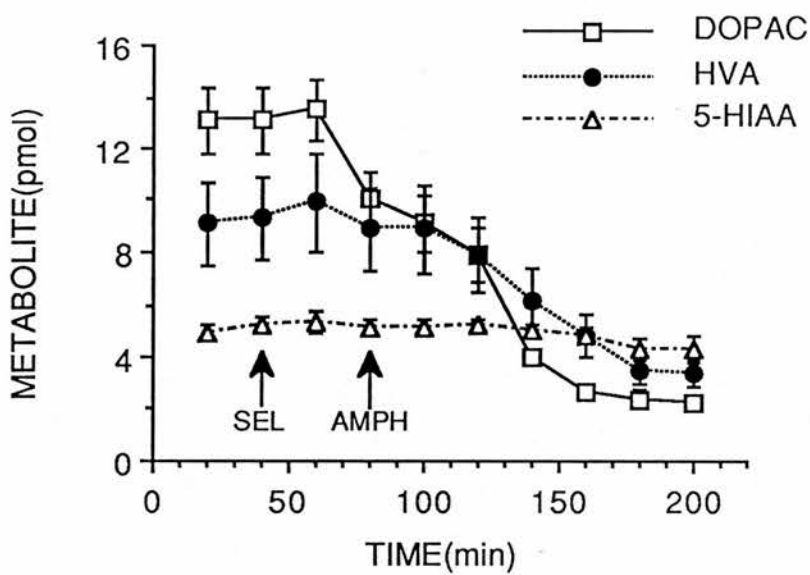 DOPAC
HVA
5-HIAA
METABOLITE(pmol)
16
12
8
4
0
SEL
AMPH
0 50 100 150 200
TIME(min)